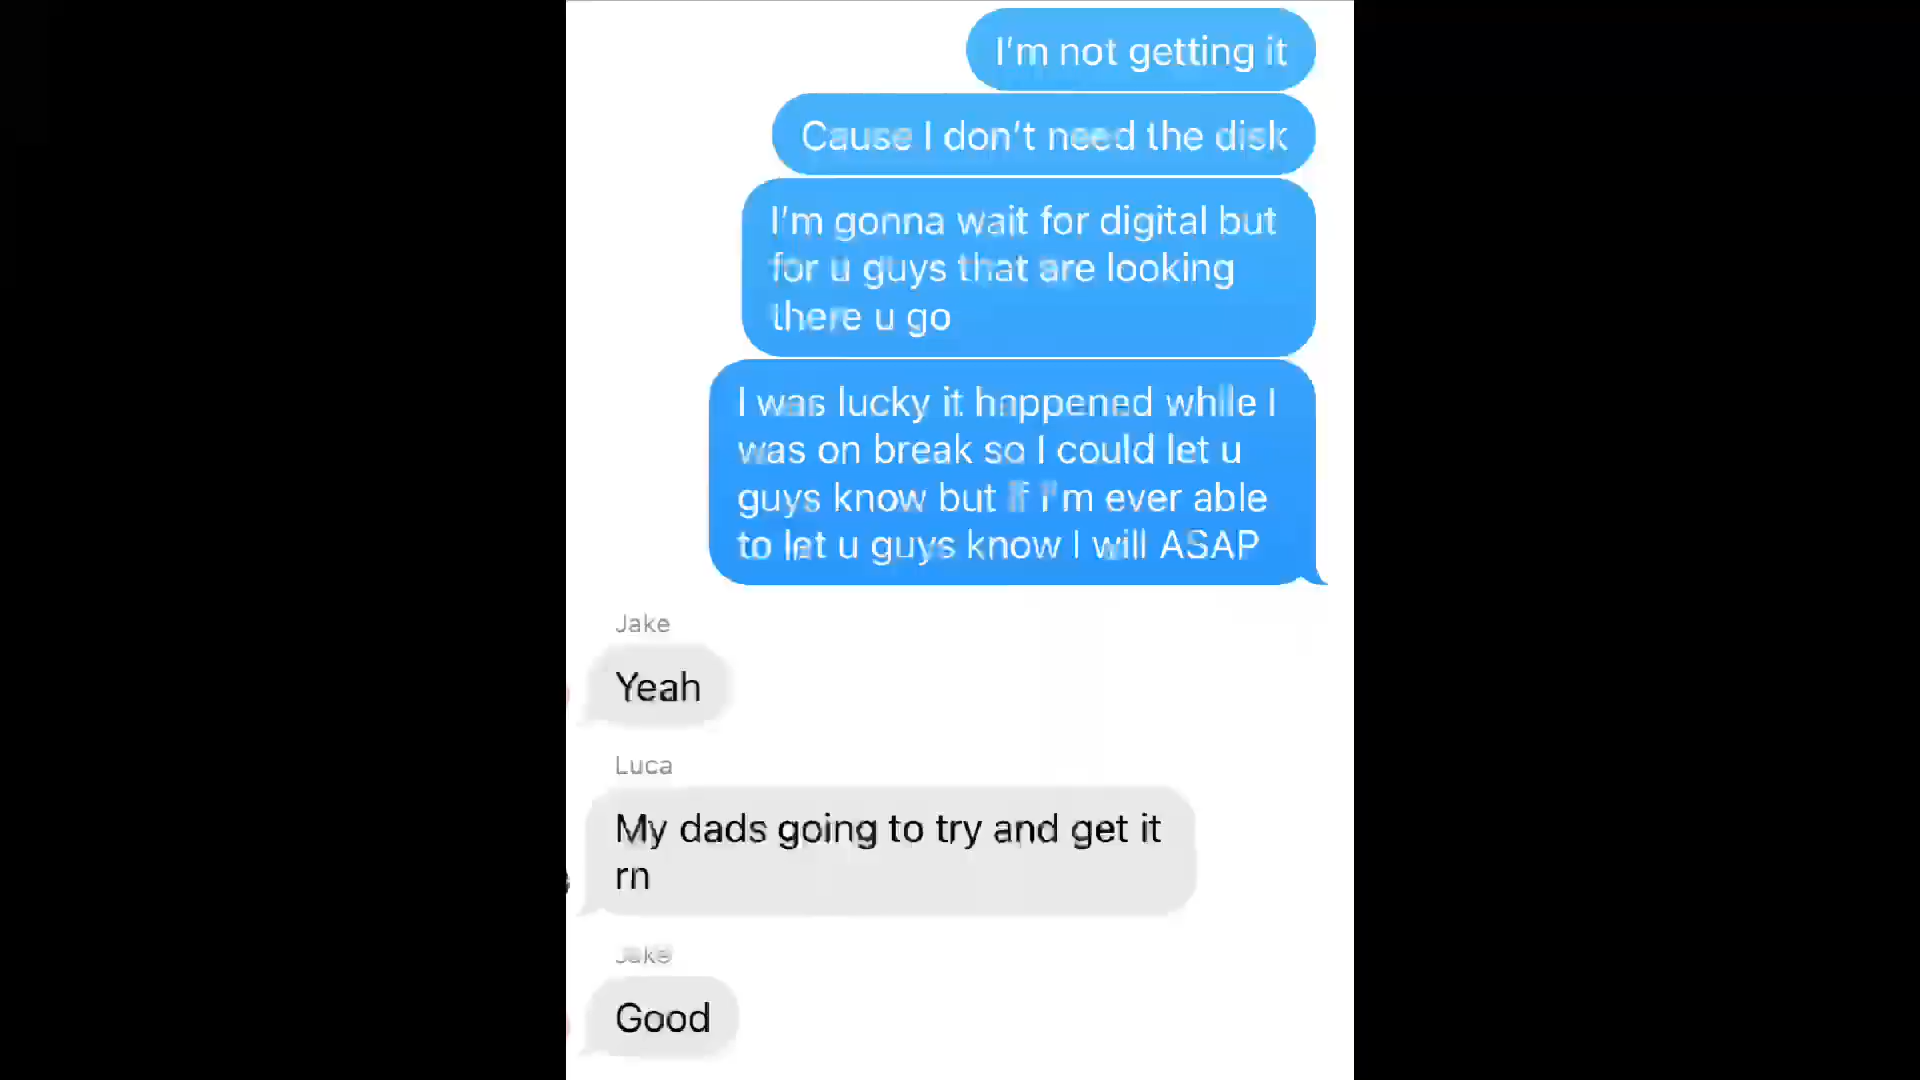 I'm not getting it
Cause I don't need the disk
I'm gonna wait for digital but
for u guys that are looking
there u go
I was lucky it happened while I
was on break so I could let u
guys know but if I'm ever able
to let u guys know I will ASAP
Jake
Yeah
Luca
My dads going to try and get it
rn
Jake
Good